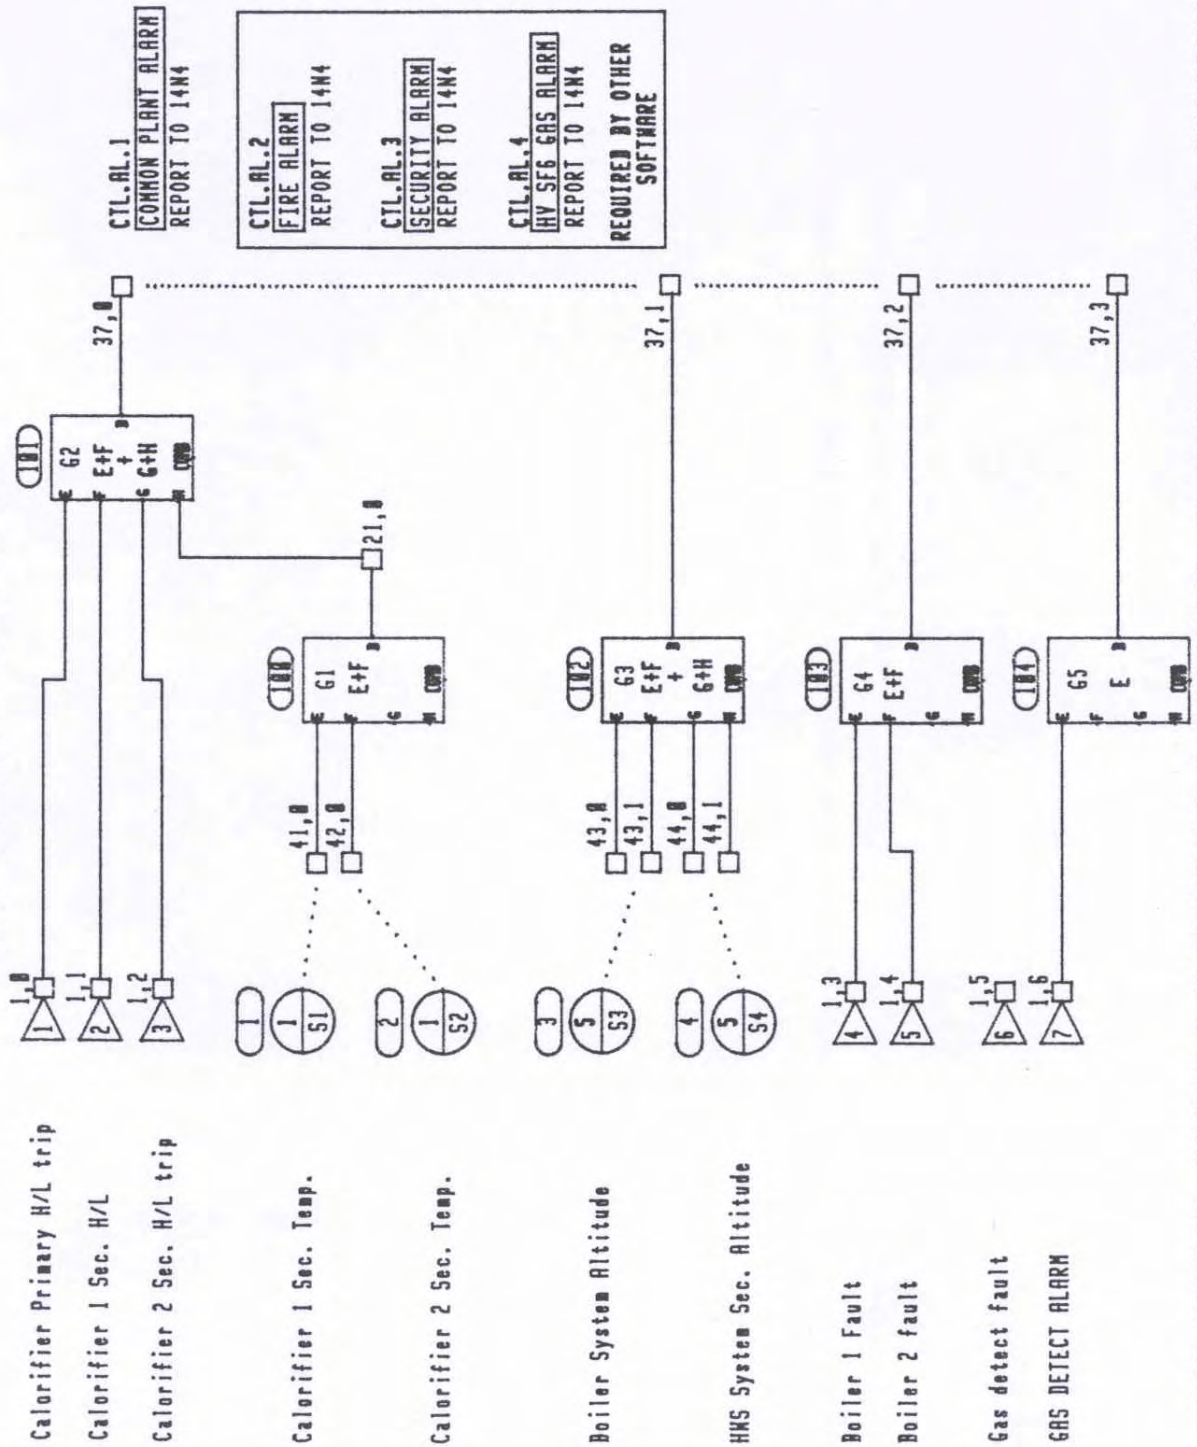 Calorifier Primary H/L trip
Calorifier 1 Sec. H/L
Calorifier 2 Sec. H/L trip
Calorifier 1 Sec. Temp.
Calorifier 2 Sec. Temp.
Boiler System Altitude
HWS System Sec. Altitude
Boiler 1 Fault
Boiler 2 fault
Gas detect fault
GAS DETECT ALARM
1
1,0
2
1,1
3
1,2
1
1
S1
2
1
S2
3
5
S3
4
5
S4
4
1,3
5
1,4
6
1,5
7
1,6
41,0
42,0
43,0
43,1
44,0
44,1
100
G1
E+F
E
F
G
H
D
COMB
21,0
101
G2
E+F
+
G+H
E
F
G
H
D
COMB
102
G3
E+F
+
G+H
E
F
G
H
D
COMB
103
G4
E+F
E
F
G
H
D
COMB
104
G5
E
E
F
G
H
D
COMB
37,0
37,1
37,2
37,3
CTL.AL.1
COMMON PLANT ALARM
REPORT TO 14N4
CTL.AL.2
FIRE ALARM
REPORT TO 14N4
CTL.AL.3
SECURITY ALARM
REPORT TO 14N4
CTL.AL.4
HV SF6 GAS ALARM
REPORT TO 14N4
REQUIRED BY OTHER
SOFTWARE